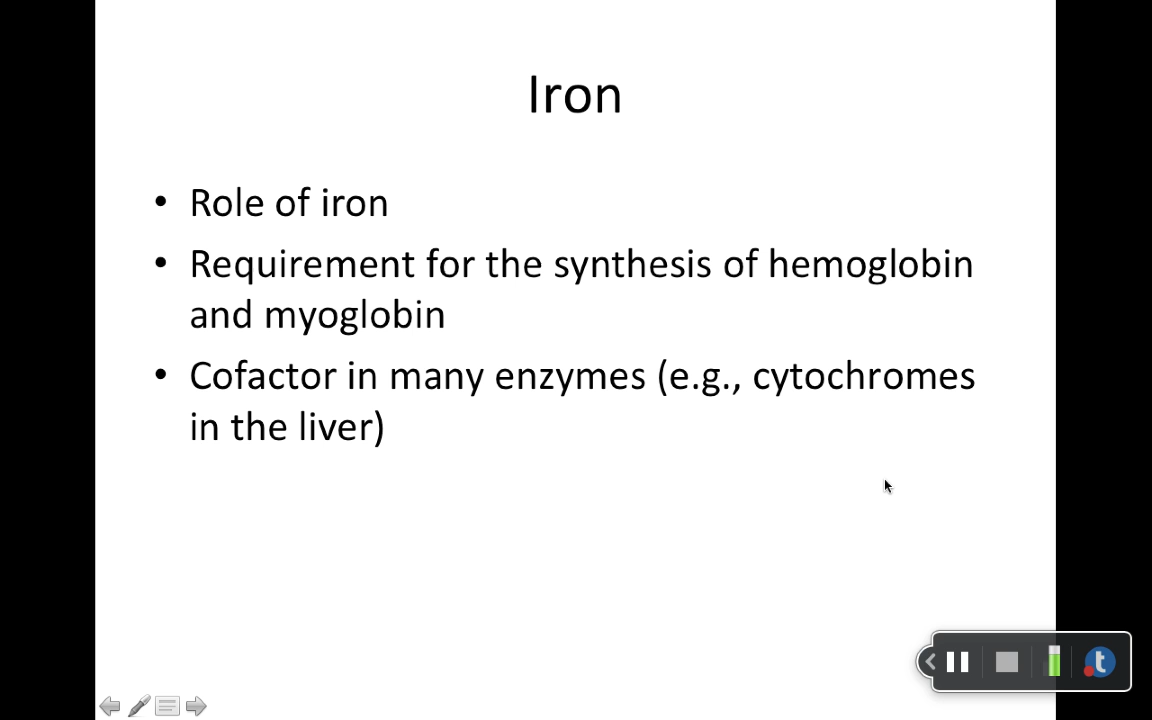 Iron
• Role of iron
• Requirement for the synthesis of hemoglobin
and myoglobin
• Cofactor in many enzymes (e.g., cytochromes
in the liver)
t